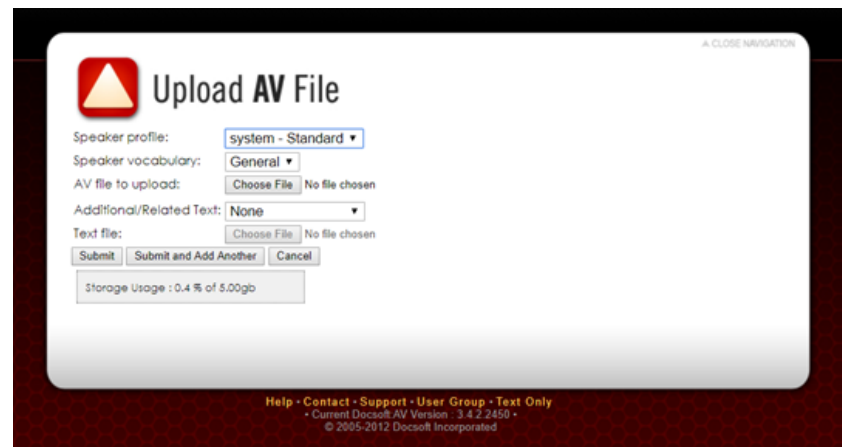 ▲ CLOSE NAVIGATION
Upload AV File
Speaker profile: system - Standard ▼
Speaker vocabulary: General ▼
AV file to upload: Choose File No file chosen
Additional/Related Text: None ▼
Text file: Choose File No file chosen
Submit Submit and Add Another Cancel
Storage Usage : 0.4 % of 5.00gb
Help • Contact • Support • User Group • Text Only
• Current Docsoft AV Version : 3.4.2.2450 •
© 2005-2012 Docsoft Incorporated